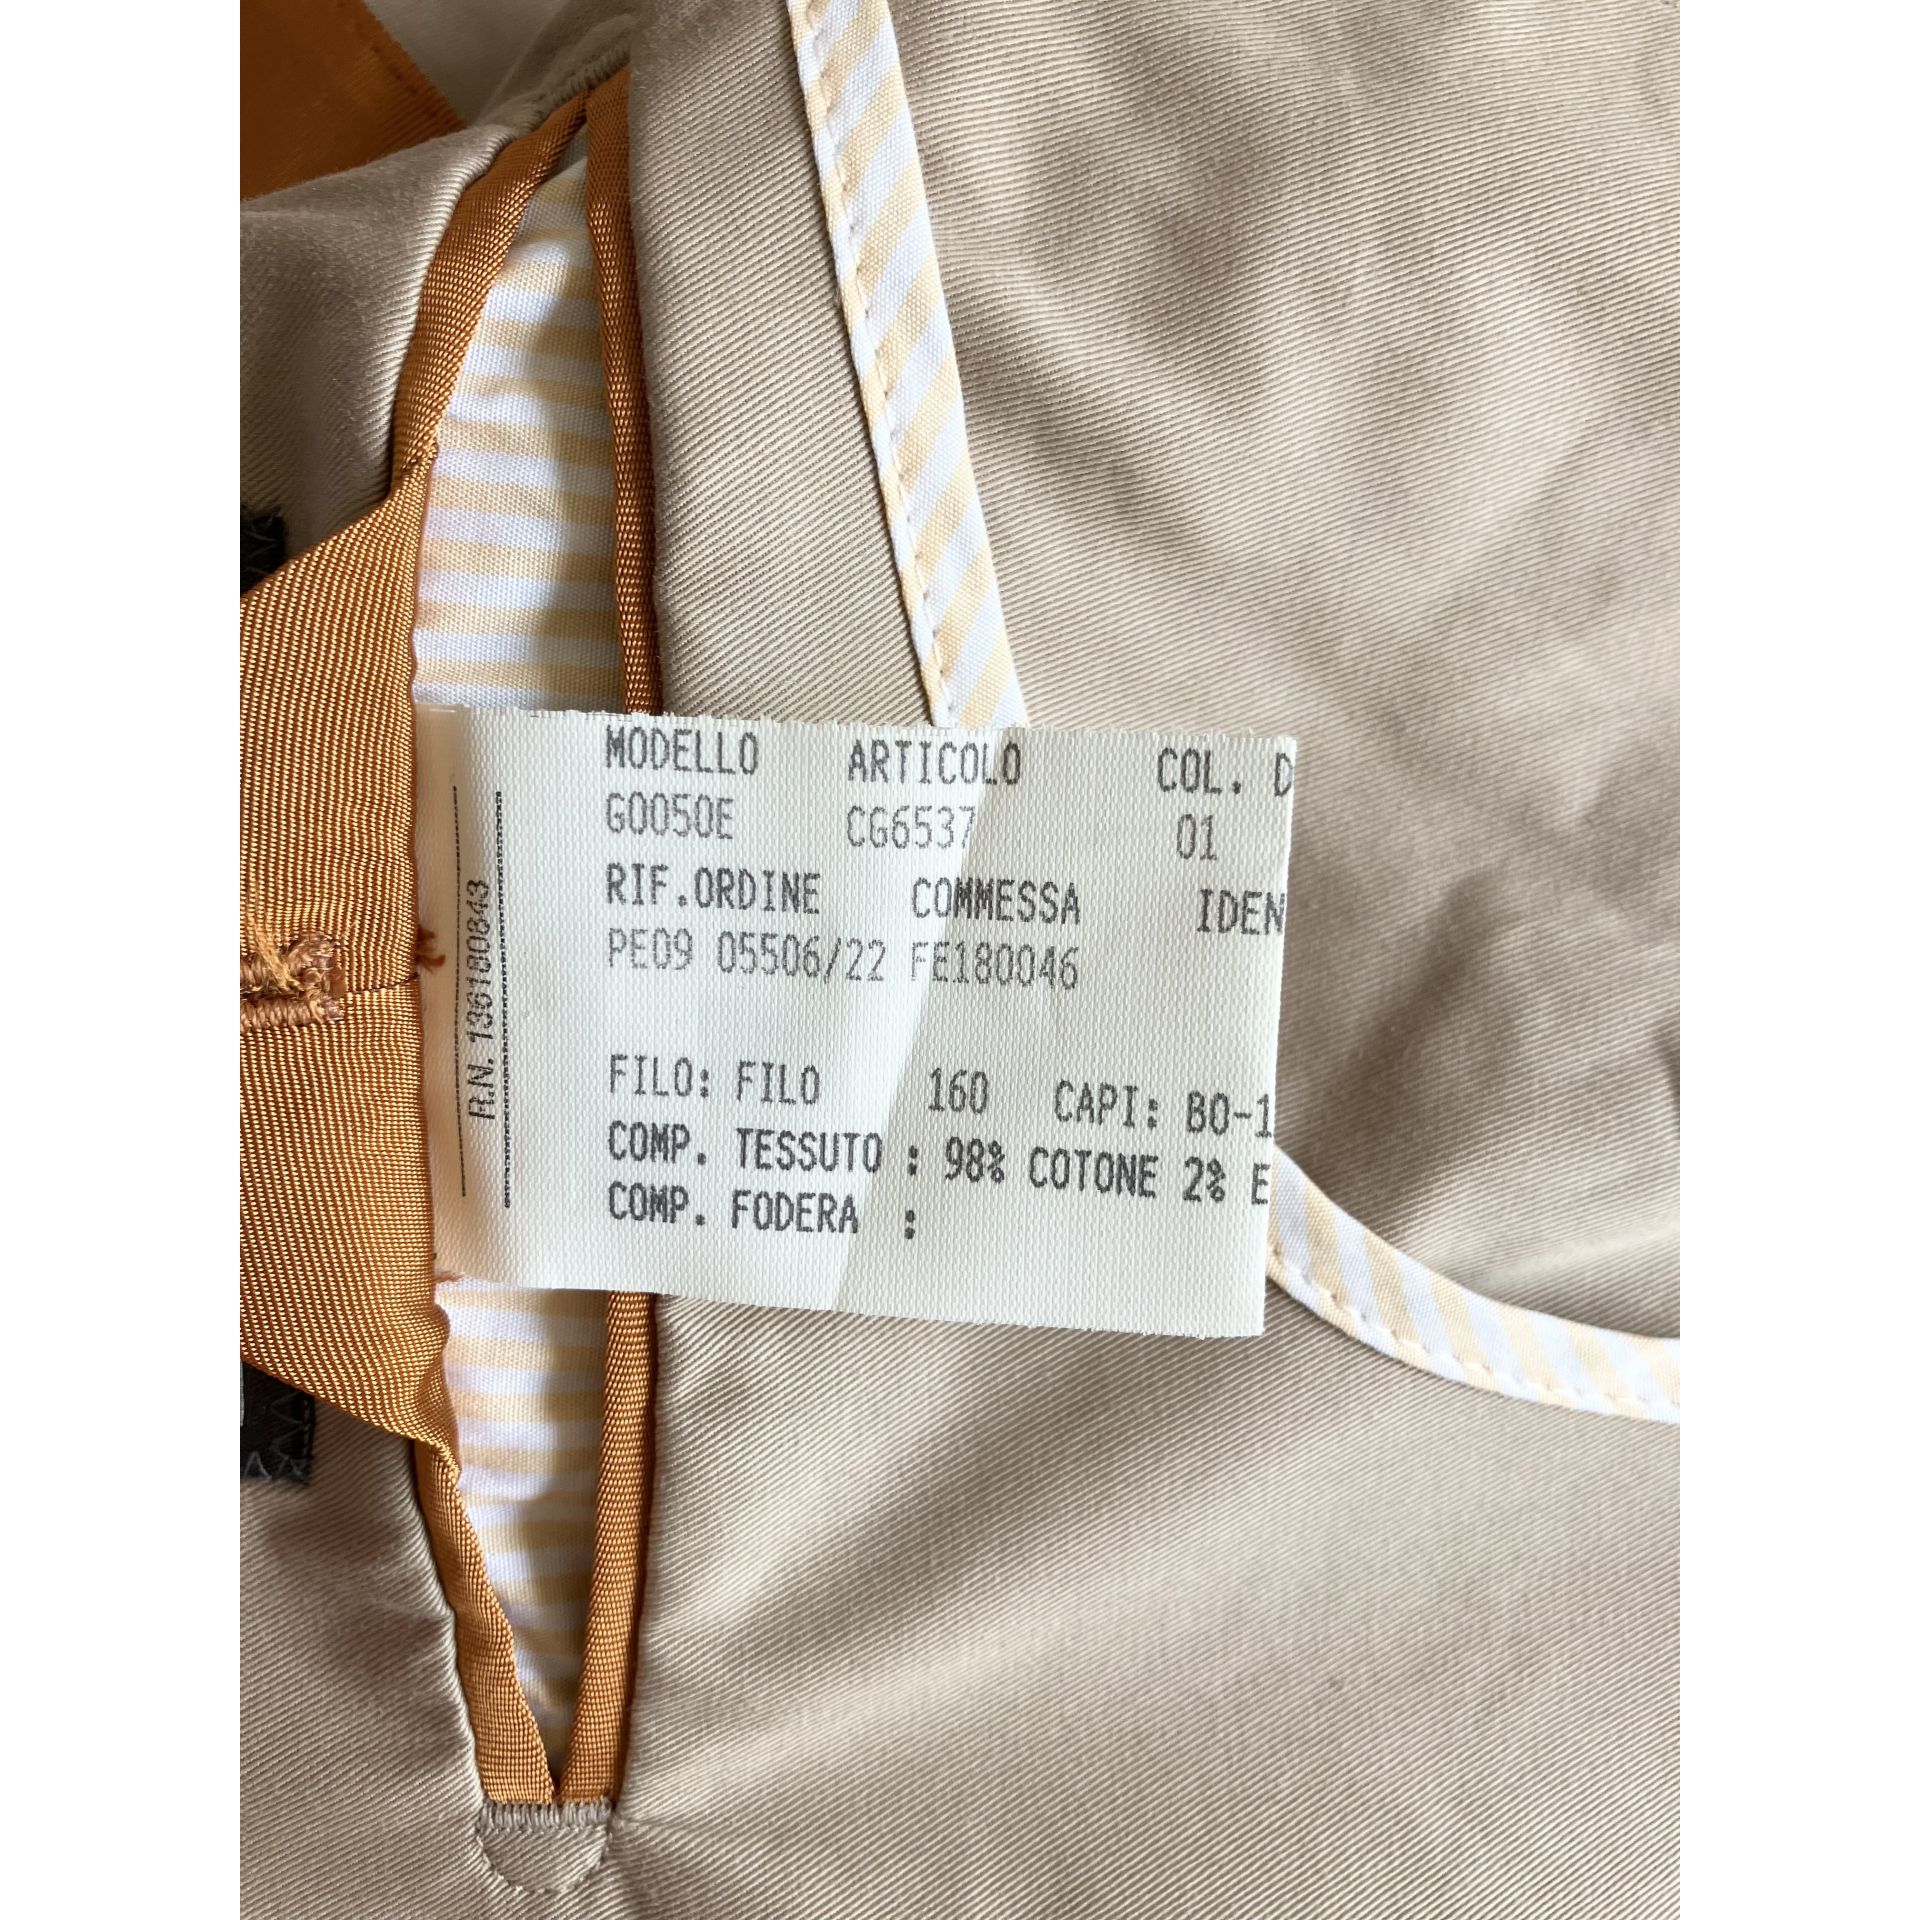 MODELLO ARTICOLO COL. D
G0050E CG6537 01
RIF.ORDINE COMMESSA IDEN
PE09 05506/22 FE180046
FILO: FILO 160 CAPI: BO-1
COMP. TESSUTO : 98% COTONE 2% E
COMP. FODERA :
R.N. 136180843